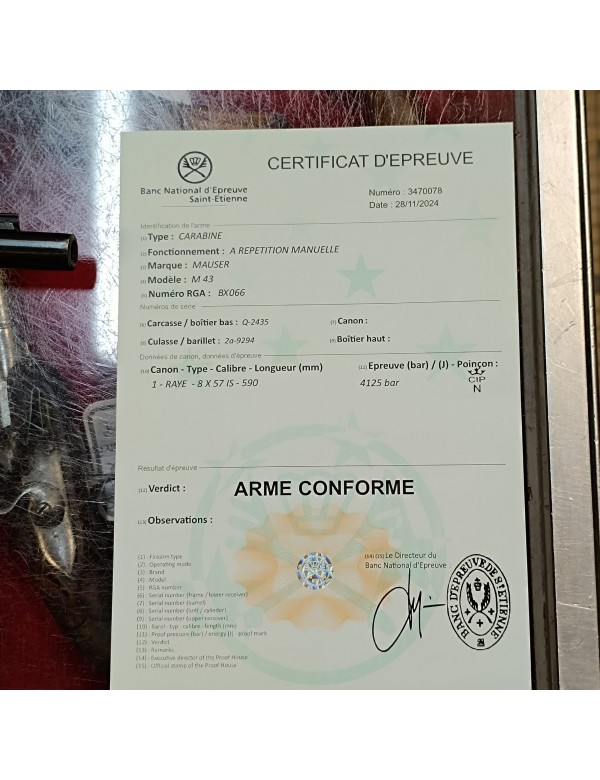 CERTIFICAT D'EPREUVE
Banc National d'Epreuve
Saint-Etienne
Numéro : 3470078
Date : 28/11/2024
Identification de l'arme
(1) Type : CARABINE
(2) Fonctionnement : A REPETITION MANUELLE
(3) Marque : MAUSER
(4) Modèle : M 43
(5) Numéro RGA : BX066
Numéros de série
(6) Carcasse / boîtier bas : Q-2435
(7) Canon :
(8) Culasse / barillet : 2a-9294
(9) Boîtier haut :
Données de canon, données d'épreuve
(10) Canon - Type - Calibre - Longueur (mm)
(11) Epreuve (bar) / (J) - Poinçon :
1 - RAYE - 8 X 57 IS - 590
4125 bar
CIP
N
Résultat d'épreuve
(12) Verdict : ARME CONFORME
(13) Observations :
(1) - Firearm type
(2) - Operating mode
(3) - Brand
(4) - Model
(5) - RGA number
(6) - Serial number (frame / lower receiver)
(7) - Serial number (barrel)
(8) - Serial number (bolt / cylinder)
(9) - Serial number (upper receiver)
(10) - Barrel - typ - calibre - length (mm)
(11) - Proof pressure (bar) / energy (J) - proof mark
(12) - Verdict
(13) - Remarks
(14) - Executive director of the Proof House
(15) - Official stamp of the Proof House
(14) (15) Le Directeur du
Banc National d'Epreuve
BANC D'EPREUVE DE ST ETIENNE